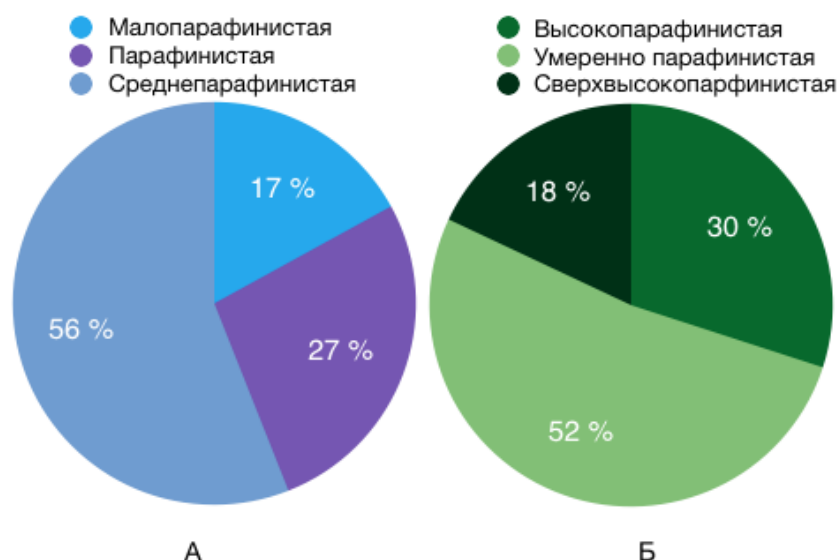 Малопарафинистая
Парафинистая
Среднепарафинистая
17 %
27 %
56 %
А
Высокопарафинистая
Умеренно парафинистая
Сверхвысокопарфинистая
18 %
30 %
52 %
Б